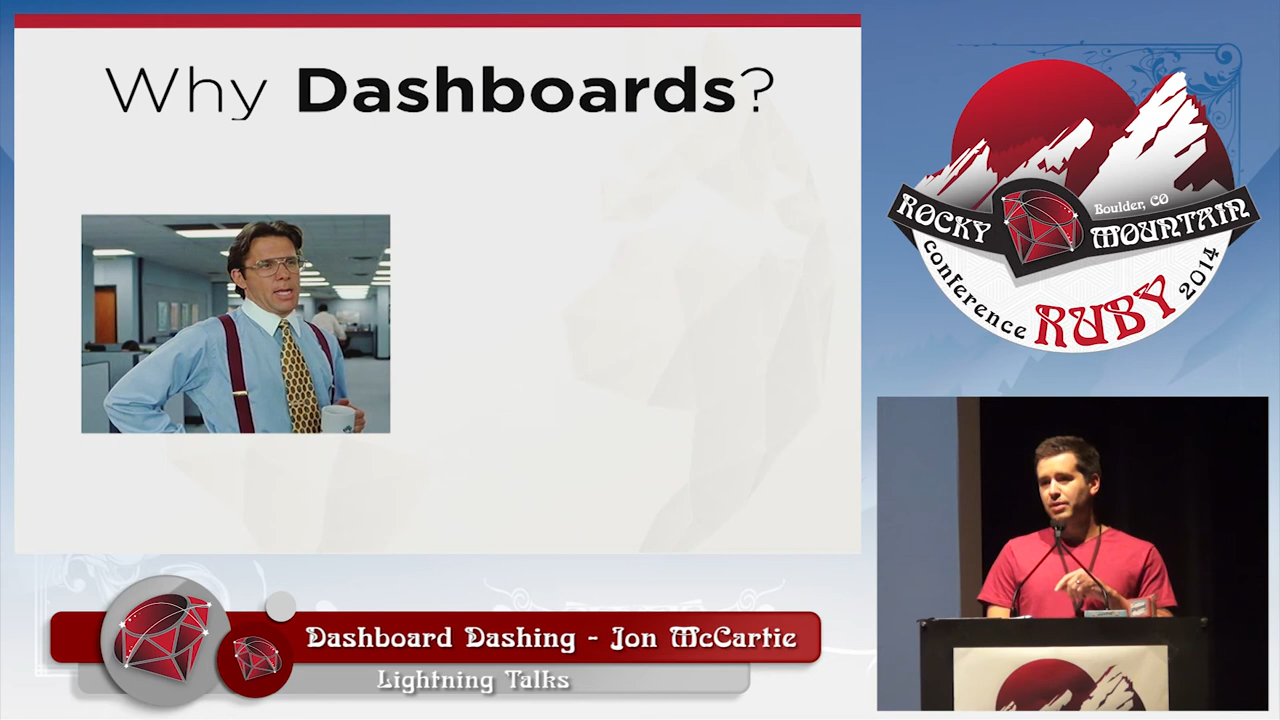 Why Dashboards?
ROCKY MOUNTAIN
Boulder, CO
conference RUBY 2014
Dashboard Dashing - Jon McCartie
Lightning Talks